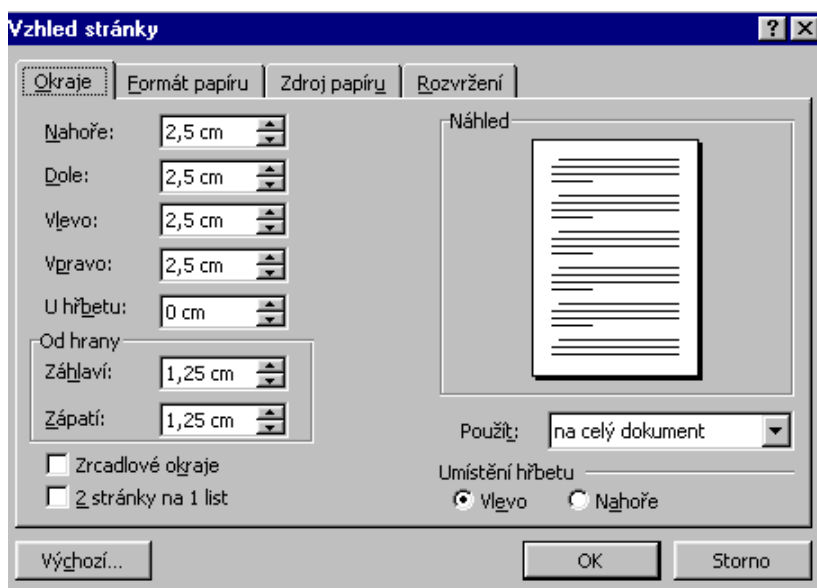 Vzhled stránky
Okraje Formát papíru Zdroj papíru Rozvržení
Nahoře: 2,5 cm
Dole: 2,5 cm
Vlevo: 2,5 cm
Vpravo: 2,5 cm
U hřbetu: 0 cm
Od hrany
Záhlaví: 1,25 cm
Zápatí: 1,25 cm
Zrcadlové okraje
2 stránky na 1 list
Náhled
Použít: na celý dokument
Umístění hřbetu
Vlevo Nahoře
Výchozí... OK Storno